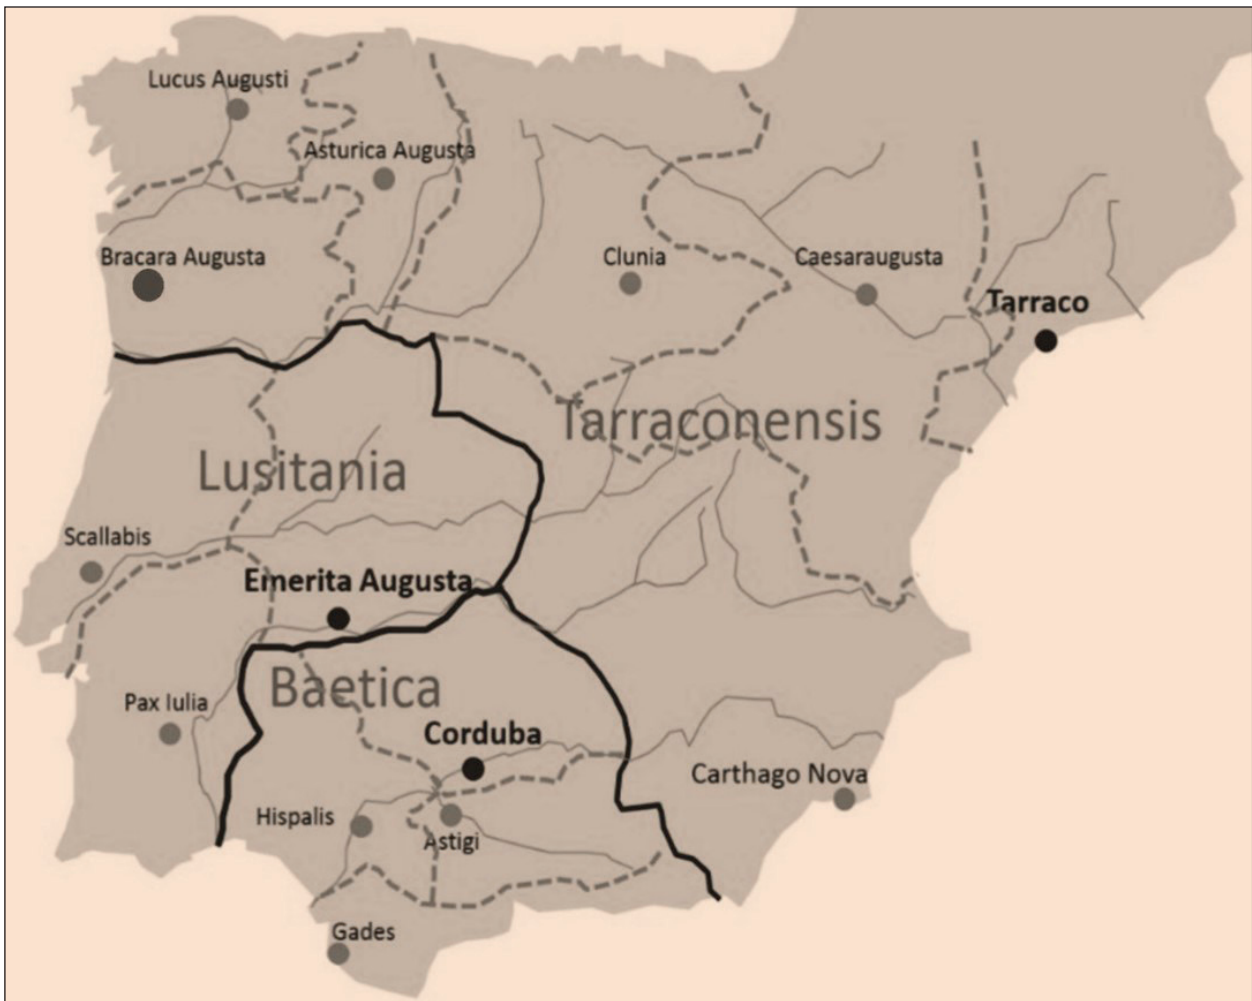 Lucus Augusti
Asturica Augusta
Bracara Augusta
Clunia
Caesaraugusta
Tarraco
Tarraconensis
Lusitania
Scallabis
Emerita Augusta
Baetica
Pax Iulia
Corduba
Carthago Nova
Hispalis
Astigi
Gades